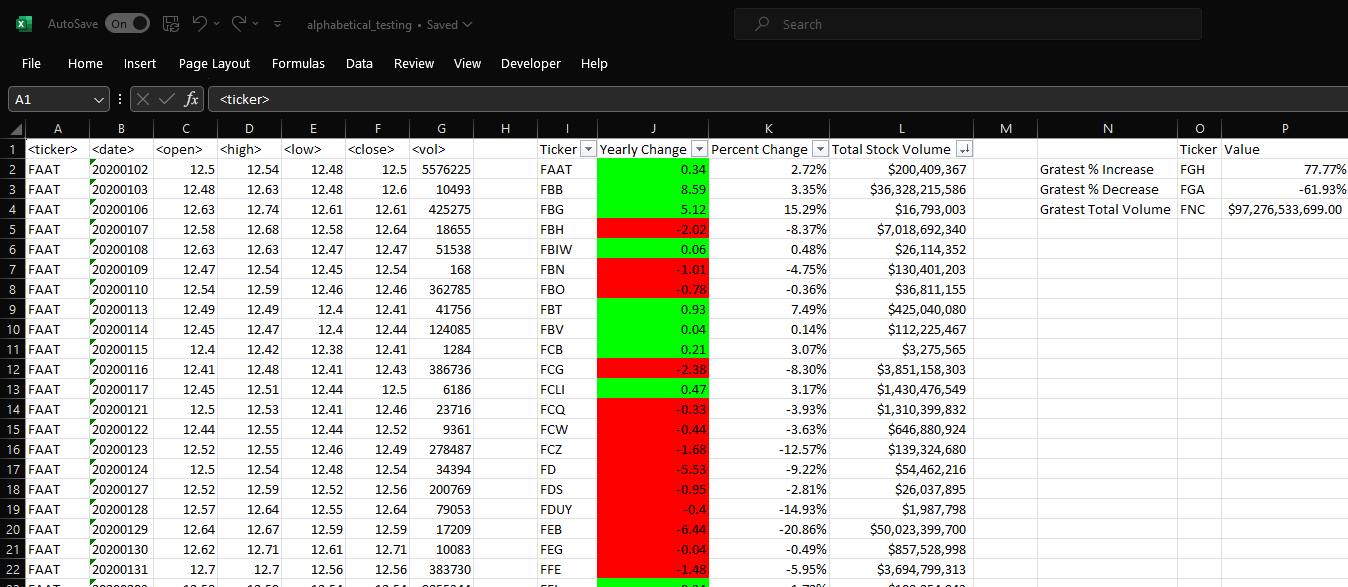 AutoSave On alphabetical_testing • Saved Search
File Home Insert Page Layout Formulas Data Review View Developer Help
A1 fx <ticker>
A B C D E F G H I J K L M N O P
1 <ticker> <date> <open> <high> <low> <close> <vol> Ticker Yearly Change Percent Change Total Stock Volume Ticker Value
2 FAAT 20200102 12.5 12.54 12.48 12.5 5576225 FAAT 0.34 2.72% $200,409,367 Gratest % Increase FGH 77.77%
3 FAAT 20200103 12.48 12.63 12.48 12.6 10493 FBB 8.59 3.35% $36,328,215,586 Gratest % Decrease FGA -61.93%
4 FAAT 20200106 12.63 12.74 12.61 12.61 425275 FBG 5.12 15.29% $16,793,003 Gratest Total Volume FNC $97,276,533,699.00
5 FAAT 20200107 12.58 12.68 12.58 12.64 18655 FBH -2.02 -8.37% $7,018,692,340
6 FAAT 20200108 12.63 12.63 12.47 12.47 51538 FBIW 0.06 0.48% $26,114,352
7 FAAT 20200109 12.47 12.54 12.45 12.54 168 FBN -1.01 -4.75% $130,401,203
8 FAAT 20200110 12.54 12.59 12.46 12.46 362785 FBO -0.78 -0.36% $36,811,155
9 FAAT 20200113 12.49 12.49 12.4 12.41 41756 FBT 0.93 7.49% $425,040,080
10 FAAT 20200114 12.45 12.47 12.4 12.44 124085 FBV 0.04 0.14% $112,225,467
11 FAAT 20200115 12.4 12.42 12.38 12.41 1284 FCB 0.21 3.07% $3,275,565
12 FAAT 20200116 12.41 12.48 12.41 12.43 386736 FCG -2.38 -8.30% $3,851,158,303
13 FAAT 20200117 12.45 12.51 12.44 12.5 6186 FCLI 0.47 3.17% $1,430,476,549
14 FAAT 20200121 12.5 12.53 12.41 12.46 23716 FCQ -0.33 -3.93% $1,310,399,832
15 FAAT 20200122 12.44 12.55 12.44 12.52 9361 FCW -0.44 -3.63% $646,880,924
16 FAAT 20200123 12.52 12.55 12.46 12.49 278487 FCZ -1.68 -12.57% $139,324,680
17 FAAT 20200124 12.5 12.54 12.48 12.54 34394 FD -5.53 -9.22% $54,462,216
18 FAAT 20200127 12.52 12.59 12.52 12.56 200769 FDS -0.95 -2.81% $26,037,895
19 FAAT 20200128 12.57 12.64 12.55 12.64 79053 FDUY -0.4 -14.93% $1,987,798
20 FAAT 20200129 12.64 12.67 12.59 12.59 17209 FEB -6.44 -20.86% $50,023,399,700
21 FAAT 20200130 12.62 12.71 12.61 12.71 10083 FEG -0.04 -0.49% $857,528,998
22 FAAT 20200131 12.7 12.7 12.56 12.56 383730 FFE -1.48 -5.95% $3,694,799,313